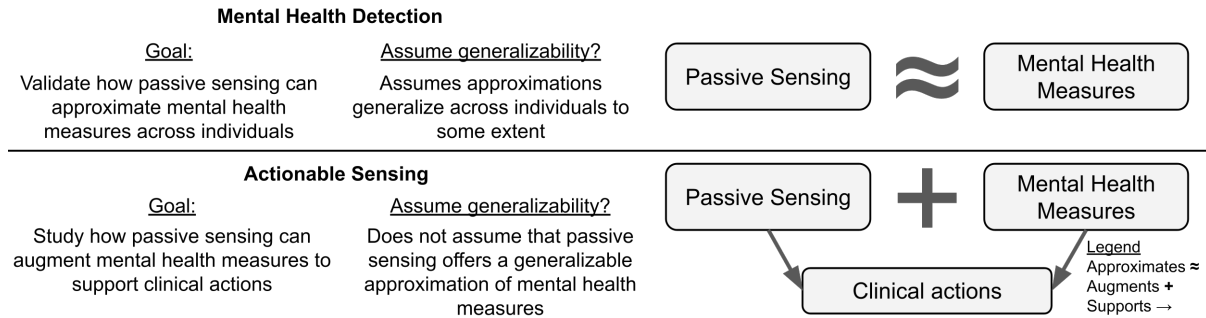 Mental Health Detection
Goal:
Validate how passive sensing can
approximate mental health
measures across individuals
Assume generalizability?
Assumes approximations
generalize across individuals to
some extent
Passive Sensing
≈
Mental Health
Measures
Actionable Sensing
Goal:
Study how passive sensing can
augment mental health measures to
support clinical actions
Assume generalizability?
Does not assume that passive
sensing offers a generalizable
approximation of mental health
measures
Passive Sensing
+
Mental Health
Measures
Clinical actions
Legend
Approximates ≈
Augments +
Supports →